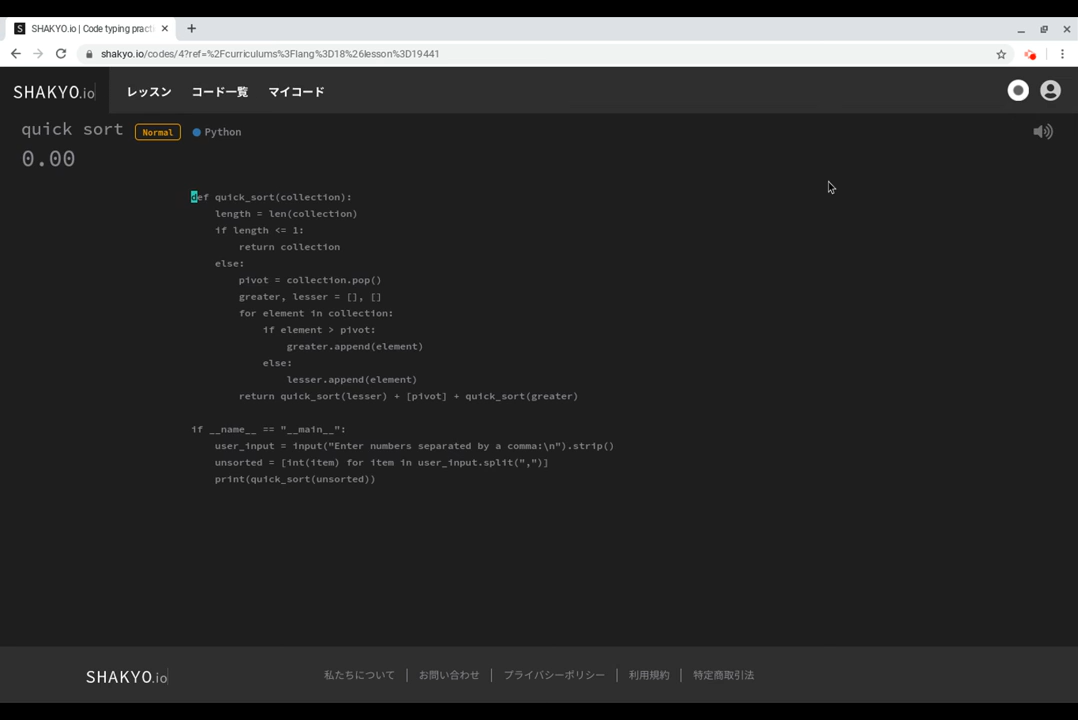 SHAKYO.io | Code typing pract
shakyo.io/codes/4?ref=%2Fcurriculums%3Flang%3D18%26lesson%3D19441
SHAKYO.io レッスン コード一覧 マイコード
quick sort Normal Python
0.00
def quick_sort(collection):
    length = len(collection)
    if length <= 1:
        return collection
    else:
        pivot = collection.pop()
        greater, lesser = [], []
        for element in collection:
            if element > pivot:
                greater.append(element)
            else:
                lesser.append(element)
        return quick_sort(lesser) + [pivot] + quick_sort(greater)
if __name__ == "__main__":
    user_input = input("Enter numbers separated by a comma:\n").strip()
    unsorted = [int(item) for item in user_input.split(",")]
    print(quick_sort(unsorted))
SHAKYO.io 私たちについて お問い合わせ プライバシーポリシー 利用規約 特定商取引法